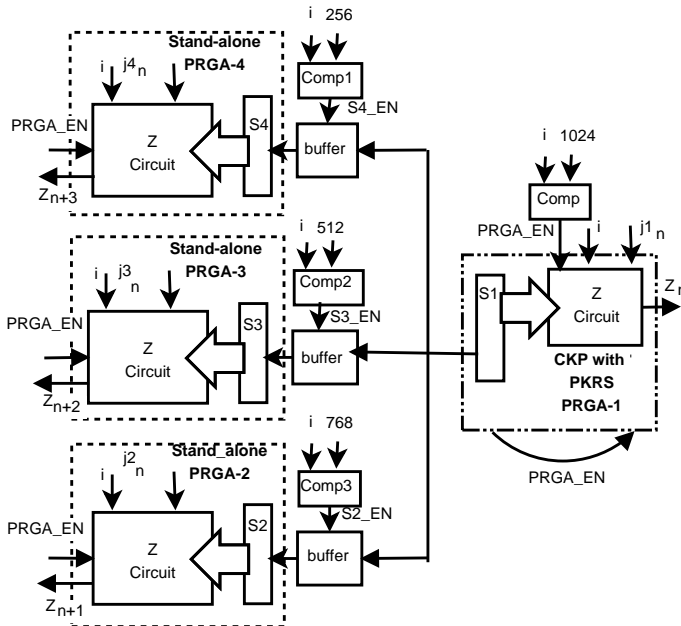 i 256
Stand-alone
PRGA-4
i j4n
Comp1
S4_EN
PRGA_EN
Z
Circuit
S4
buffer
Zn+3
i 1024
Comp
PRGA_EN
i j1n
Stand-alone
PRGA-3
i 512
i j3n
Comp2
S3_EN
PRGA_EN
Z
Circuit
S3
buffer
Zn+2
S1
Z
Circuit
Zn
CKP with
PKRS
PRGA-1
PRGA_EN
Stand_alone
PRGA-2
i 768
i j2n
Comp3
S2_EN
PRGA_EN
Z
Circuit
S2
buffer
Zn+1